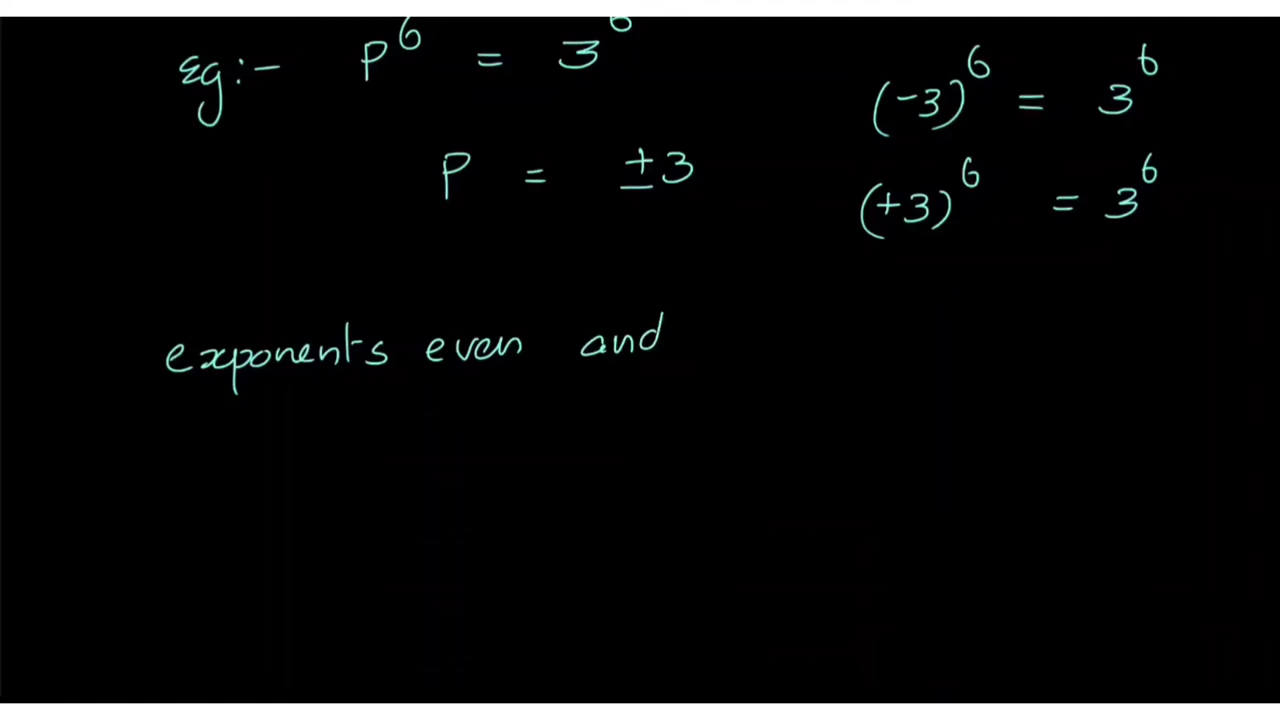 Eg:- P^6 = 3^6
(-3)^6 = 3^6
P = ±3
(+3)^6 = 3^6
exponents even and